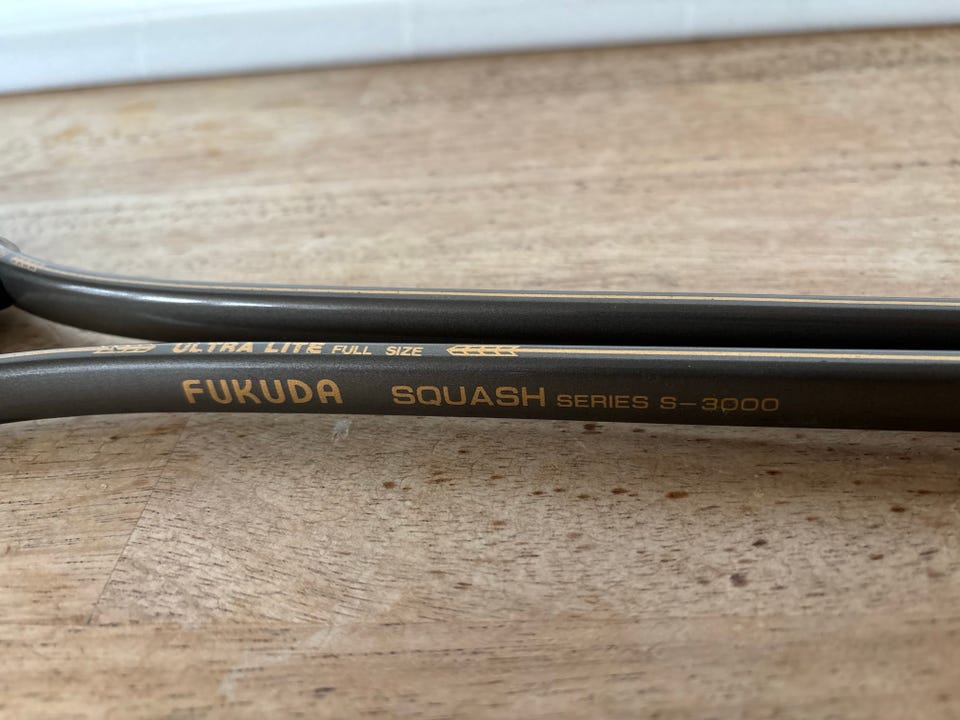 ULTRA LITE FULL SIZE
FUKUDA SQUASH SERIES S-3000